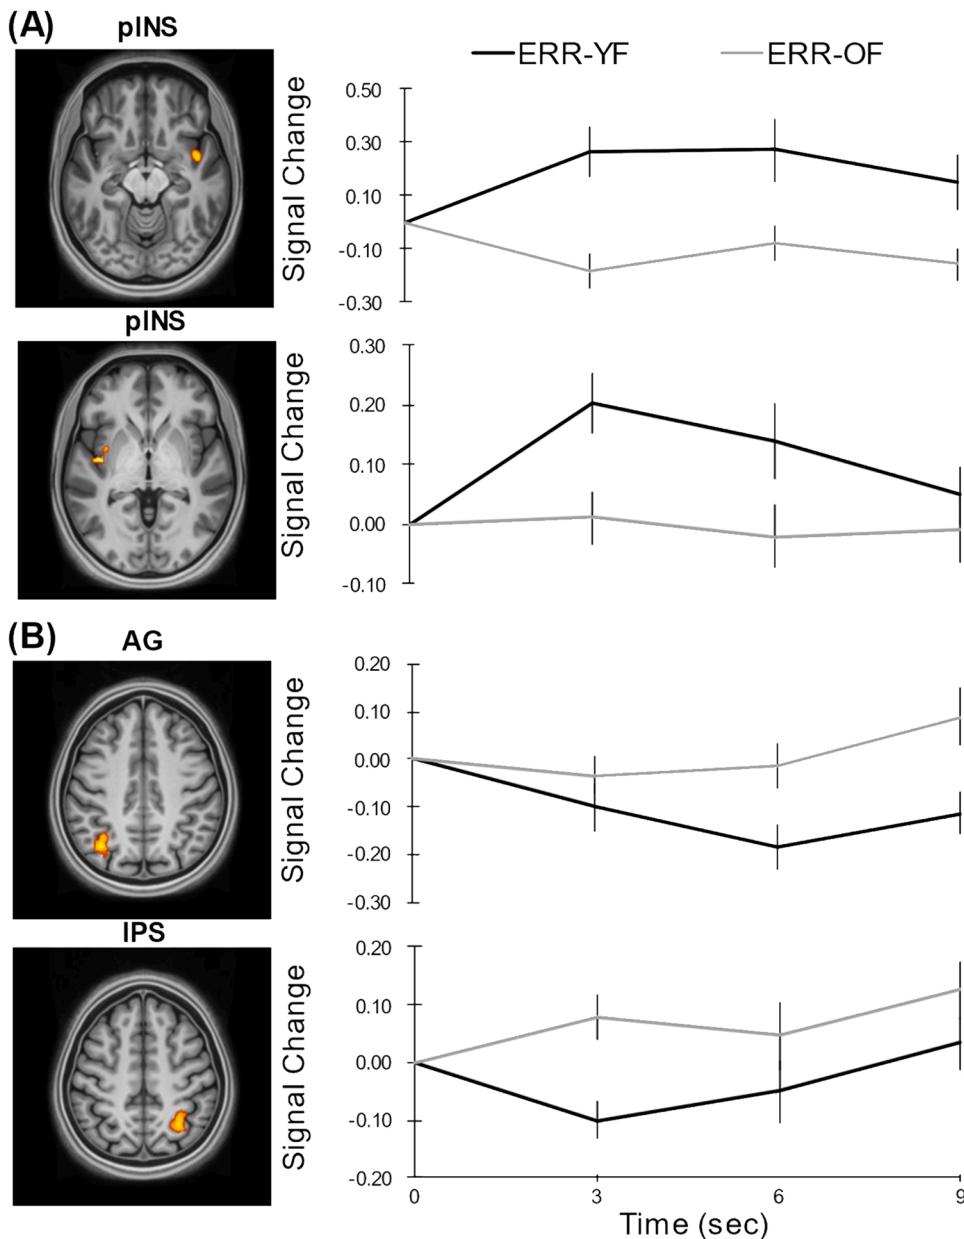 (A)
pINS
ERR-YF
ERR-OF
Signal Change
0.50
0.30
0.10
-0.10
-0.30
pINS
Signal Change
0.30
0.20
0.10
0.00
-0.10
(B)
AG
Signal Change
0.20
0.10
0.00
-0.10
-0.20
-0.30
IPS
Signal Change
0.20
0.10
0.00
-0.10
-0.20
0 3 6 9
Time (sec)